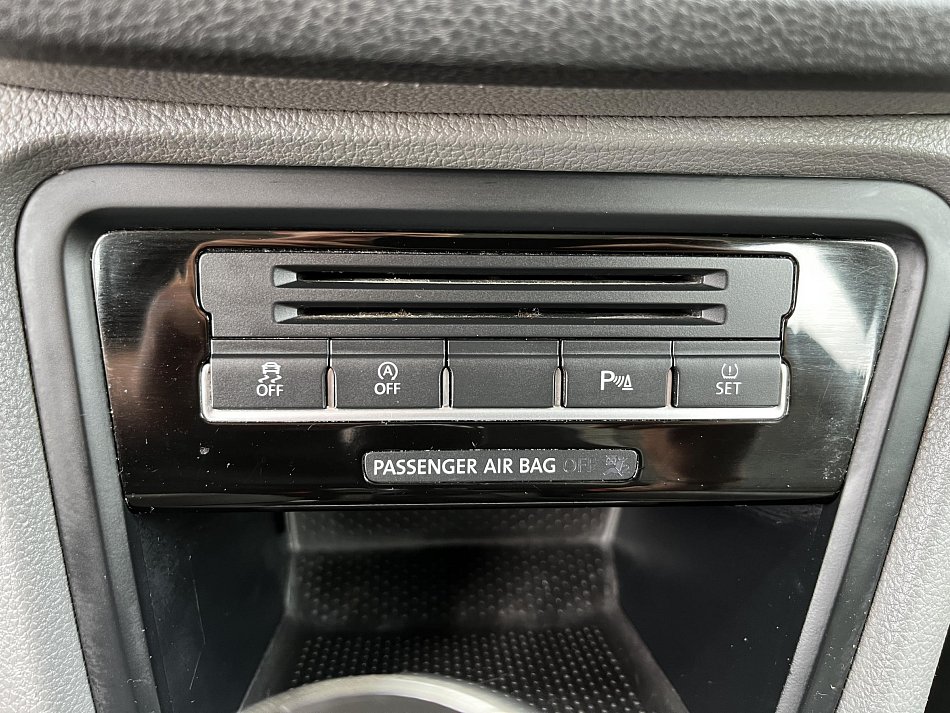 OFF
A
OFF
P
SET
PASSENGER AIR BAG OFF